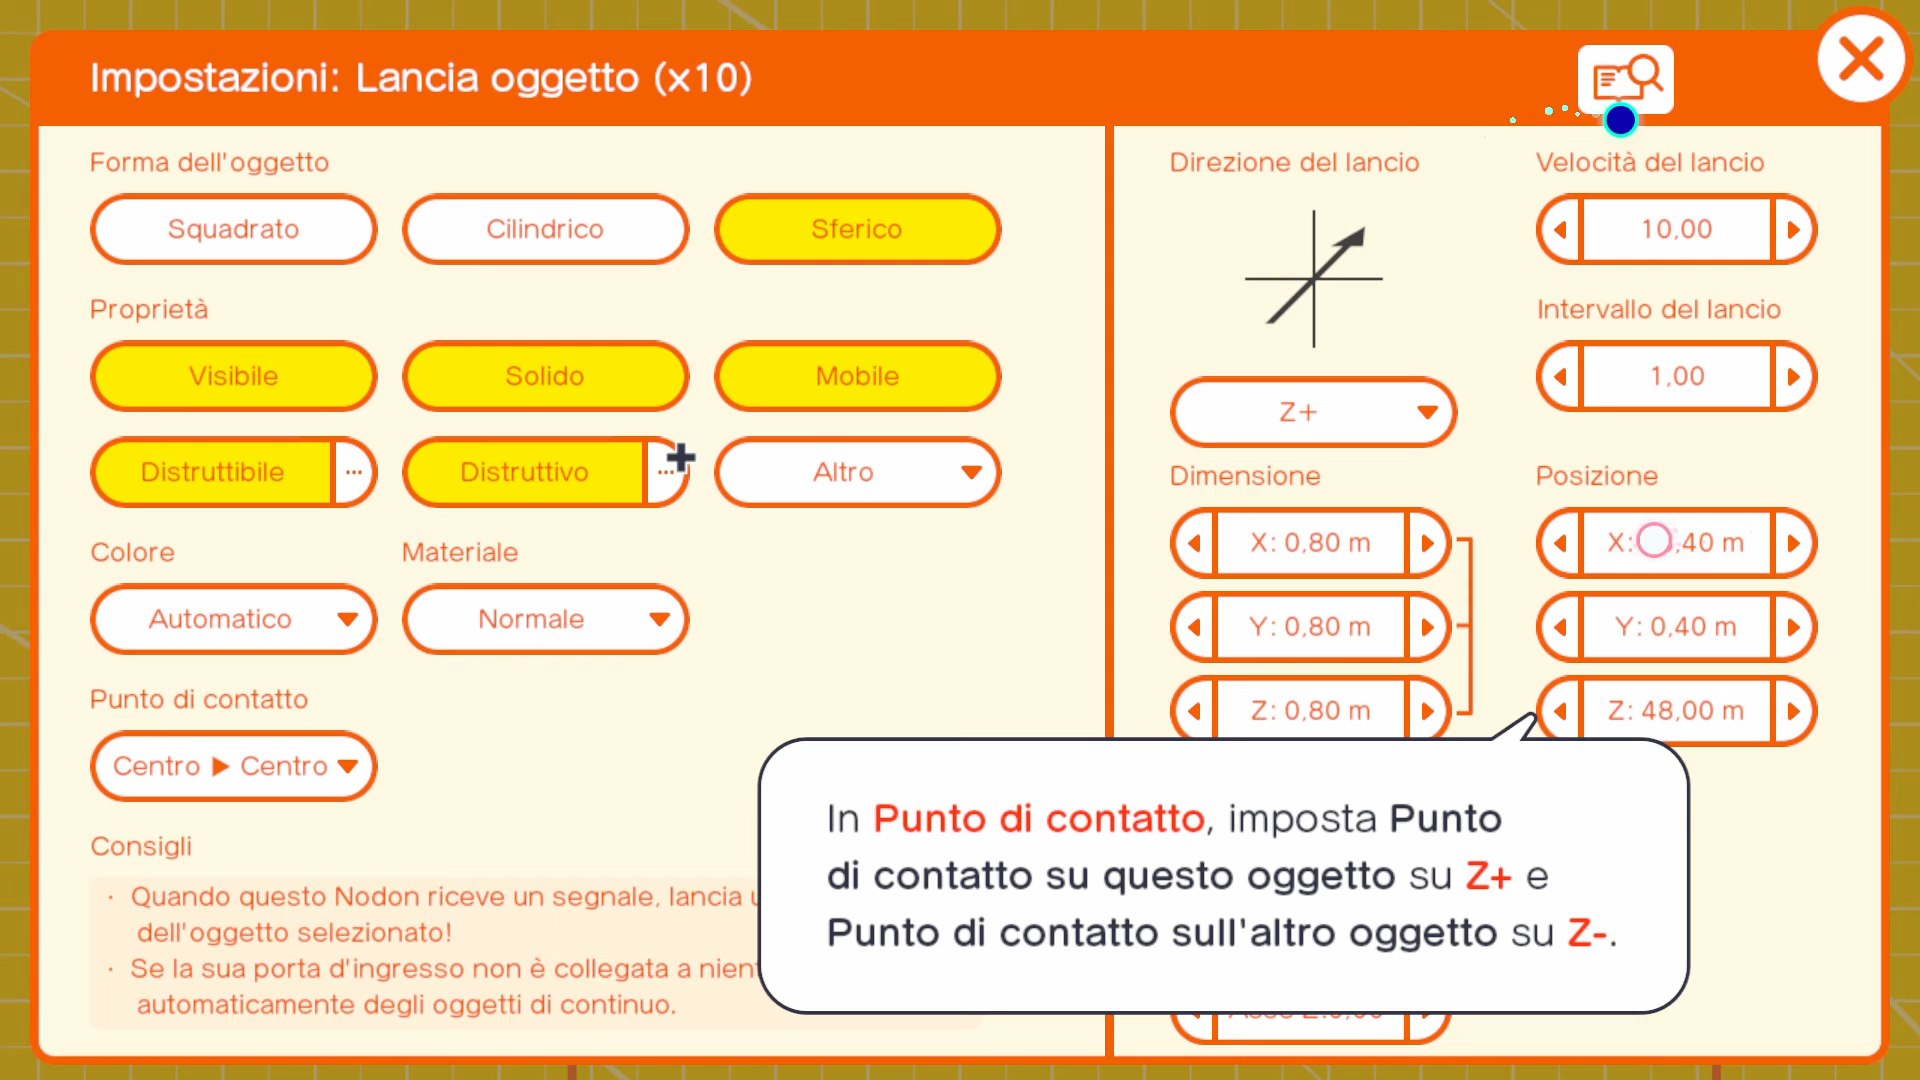 Impostazioni: Lancia oggetto (x10)
Forma dell'oggetto
Squadrato
Cilindrico
Sferico
Proprietà
Visibile
Solido
Mobile
Distruttibile
...
Distruttivo
...
Altro
Colore
Materiale
Automatico
Normale
Punto di contatto
Centro ▶ Centro
Consigli
· Quando questo Nodon riceve un segnale, lancia
dell'oggetto selezionato!
· Se la sua porta d'ingresso non è collegata a
automaticamente degli oggetti di continuo.
Direzione del lancio
Z+
Velocità del lancio
10,00
Intervallo del lancio
1,00
Dimensione
X: 0,80 m
Y: 0,80 m
Z: 0,80 m
Posizione
X: ,40 m
Y: 0,40 m
Z: 48,00 m
In Punto di contatto, imposta Punto
di contatto su questo oggetto su Z+ e
Punto di contatto sull'altro oggetto su Z-.